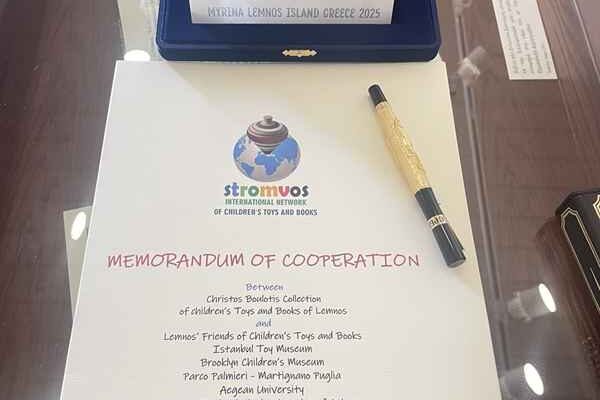 MYRINA LEMNOS ISLAND GREECE 2025
stromvos
INTERNATIONAL NETWORK
OF CHILDREN'S TOYS AND BOOKS
MEMORANDUM OF COOPERATION
Between
Christos Boulotis Collection
of children's Toys and Books of Lemnos
and
Lemnos' Friends of Children's Toys and Books
Istanbul Toy Museum
Brooklyn Children's Museum
Parco Palmieri - Martignano Puglia
Aegean University